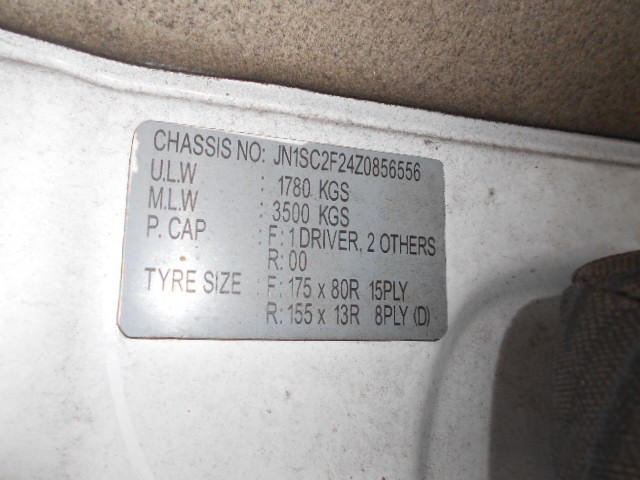 CHASSIS NO: JN1SC2F24Z0856556
U.L.W : 1780 KGS
M.L.W : 3500 KGS
P. CAP : F: 1 DRIVER, 2 OTHERS
R: 00
TYRE SIZE : F: 175 x 80R 15PLY
R: 155 x 13R 8PLY (D)